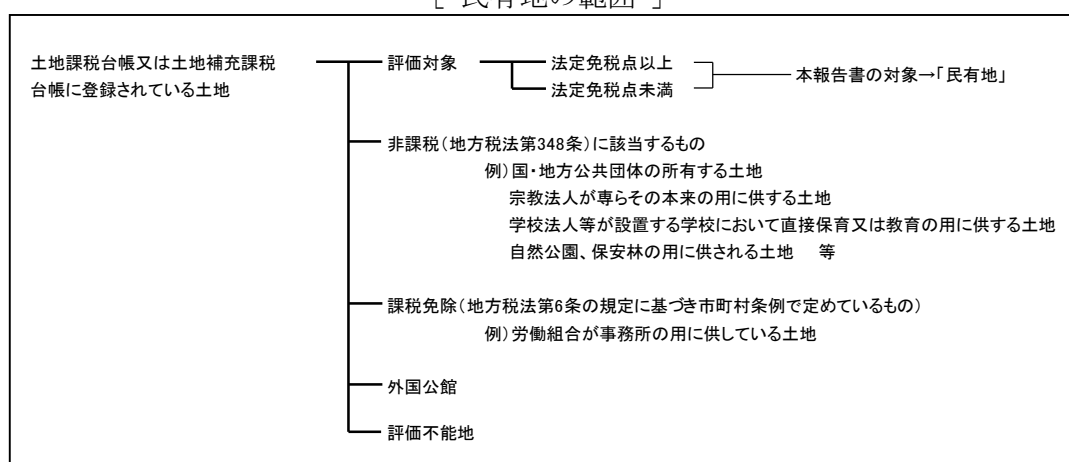 [ 民有地の範囲 ]
土地課税台帳又は土地補充課税
台帳に登録されている土地
評価対象
法定免税点以上
法定免税点未満
本報告書の対象→「民有地」
非課税(地方税法第348条)に該当するもの
例)国・地方公共団体の所有する土地
宗教法人が専らその本来の用に供する土地
学校法人等が設置する学校において直接保育又は教育の用に供する土地
自然公園、保安林の用に供される土地 等
課税免除(地方税法第6条の規定に基づき市町村条例で定めているもの)
例)労働組合が事務所の用に供している土地
外国公館
評価不能地